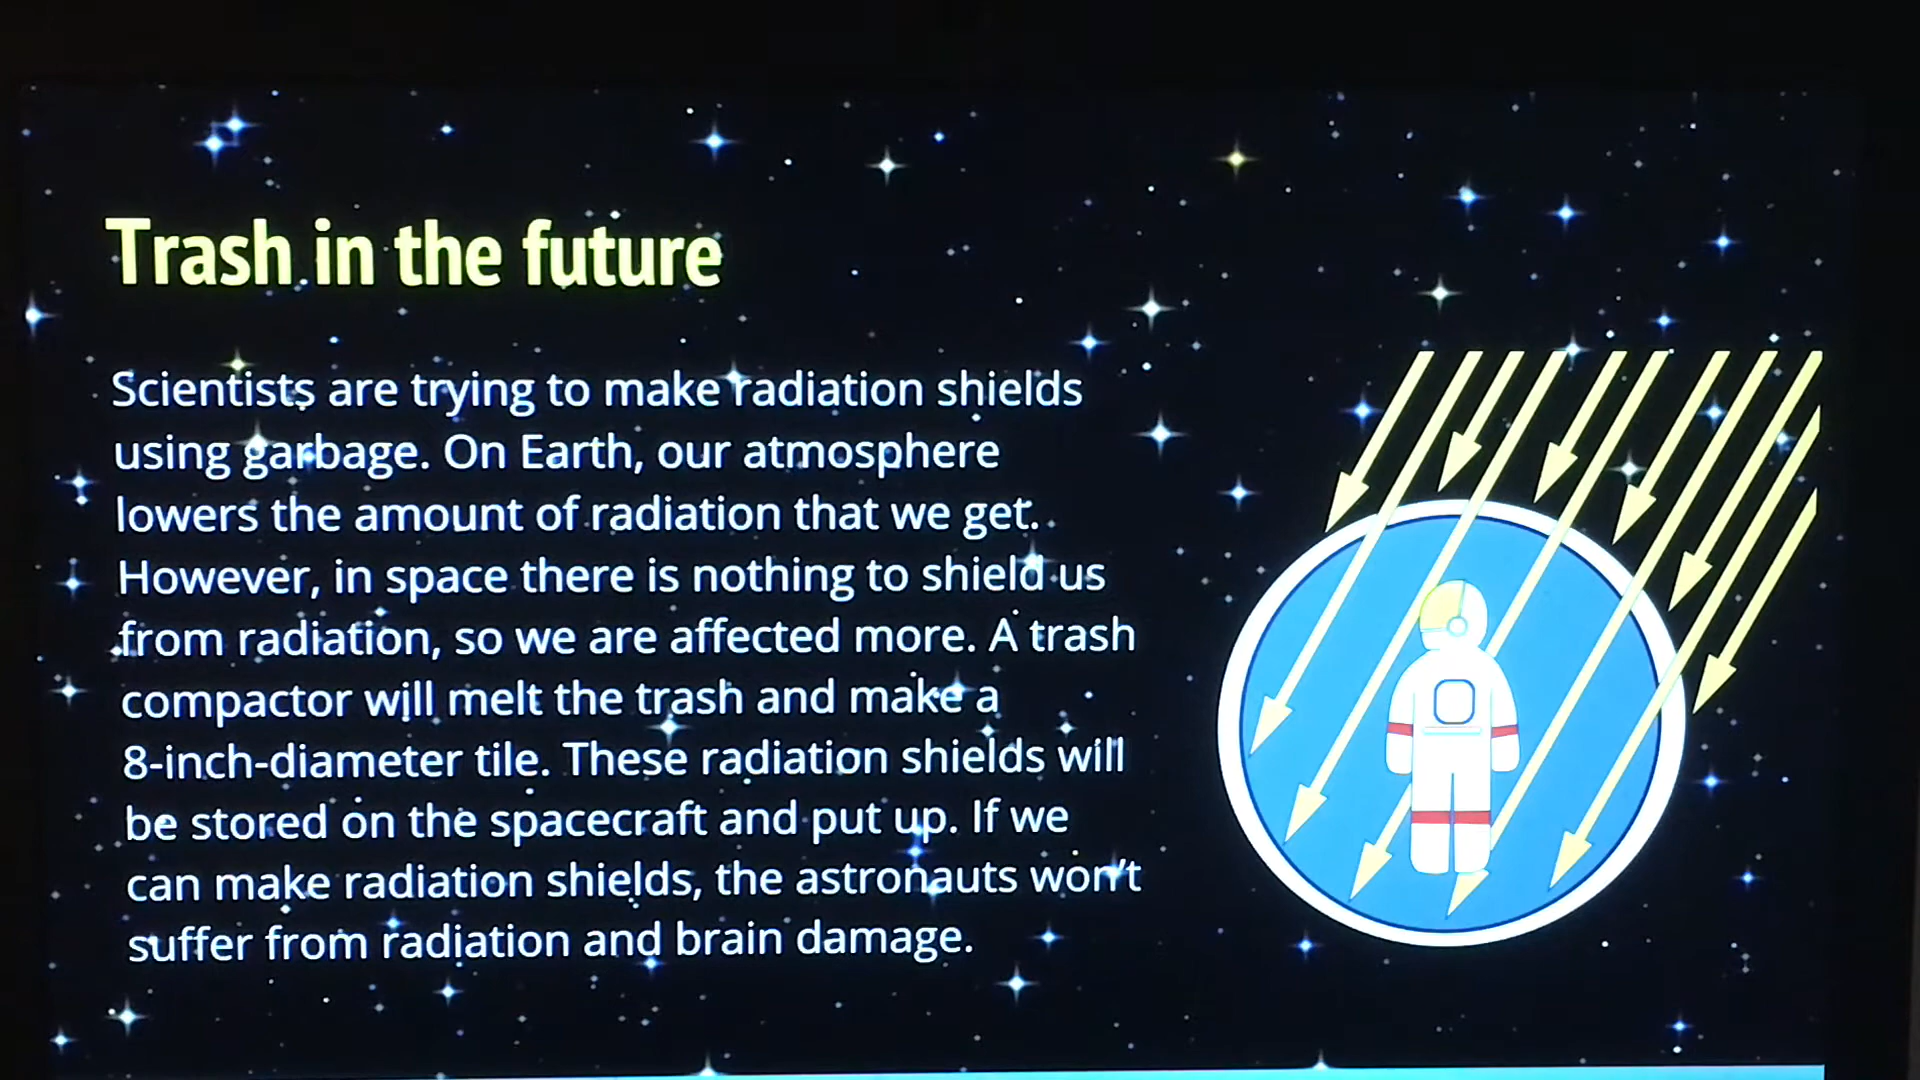 Trash in the future
Scientists are trying to make radiation shields
using garbage. On Earth, our atmosphere
lowers the amount of radiation that we get.
However, in space there is nothing to shield us
from radiation, so we are affected more. A trash
compactor will melt the trash and make a
8-inch-diameter tile. These radiation shields will
be stored on the spacecraft and put up. If we
can make radiation shields, the astronauts won't
suffer from radiation and brain damage.